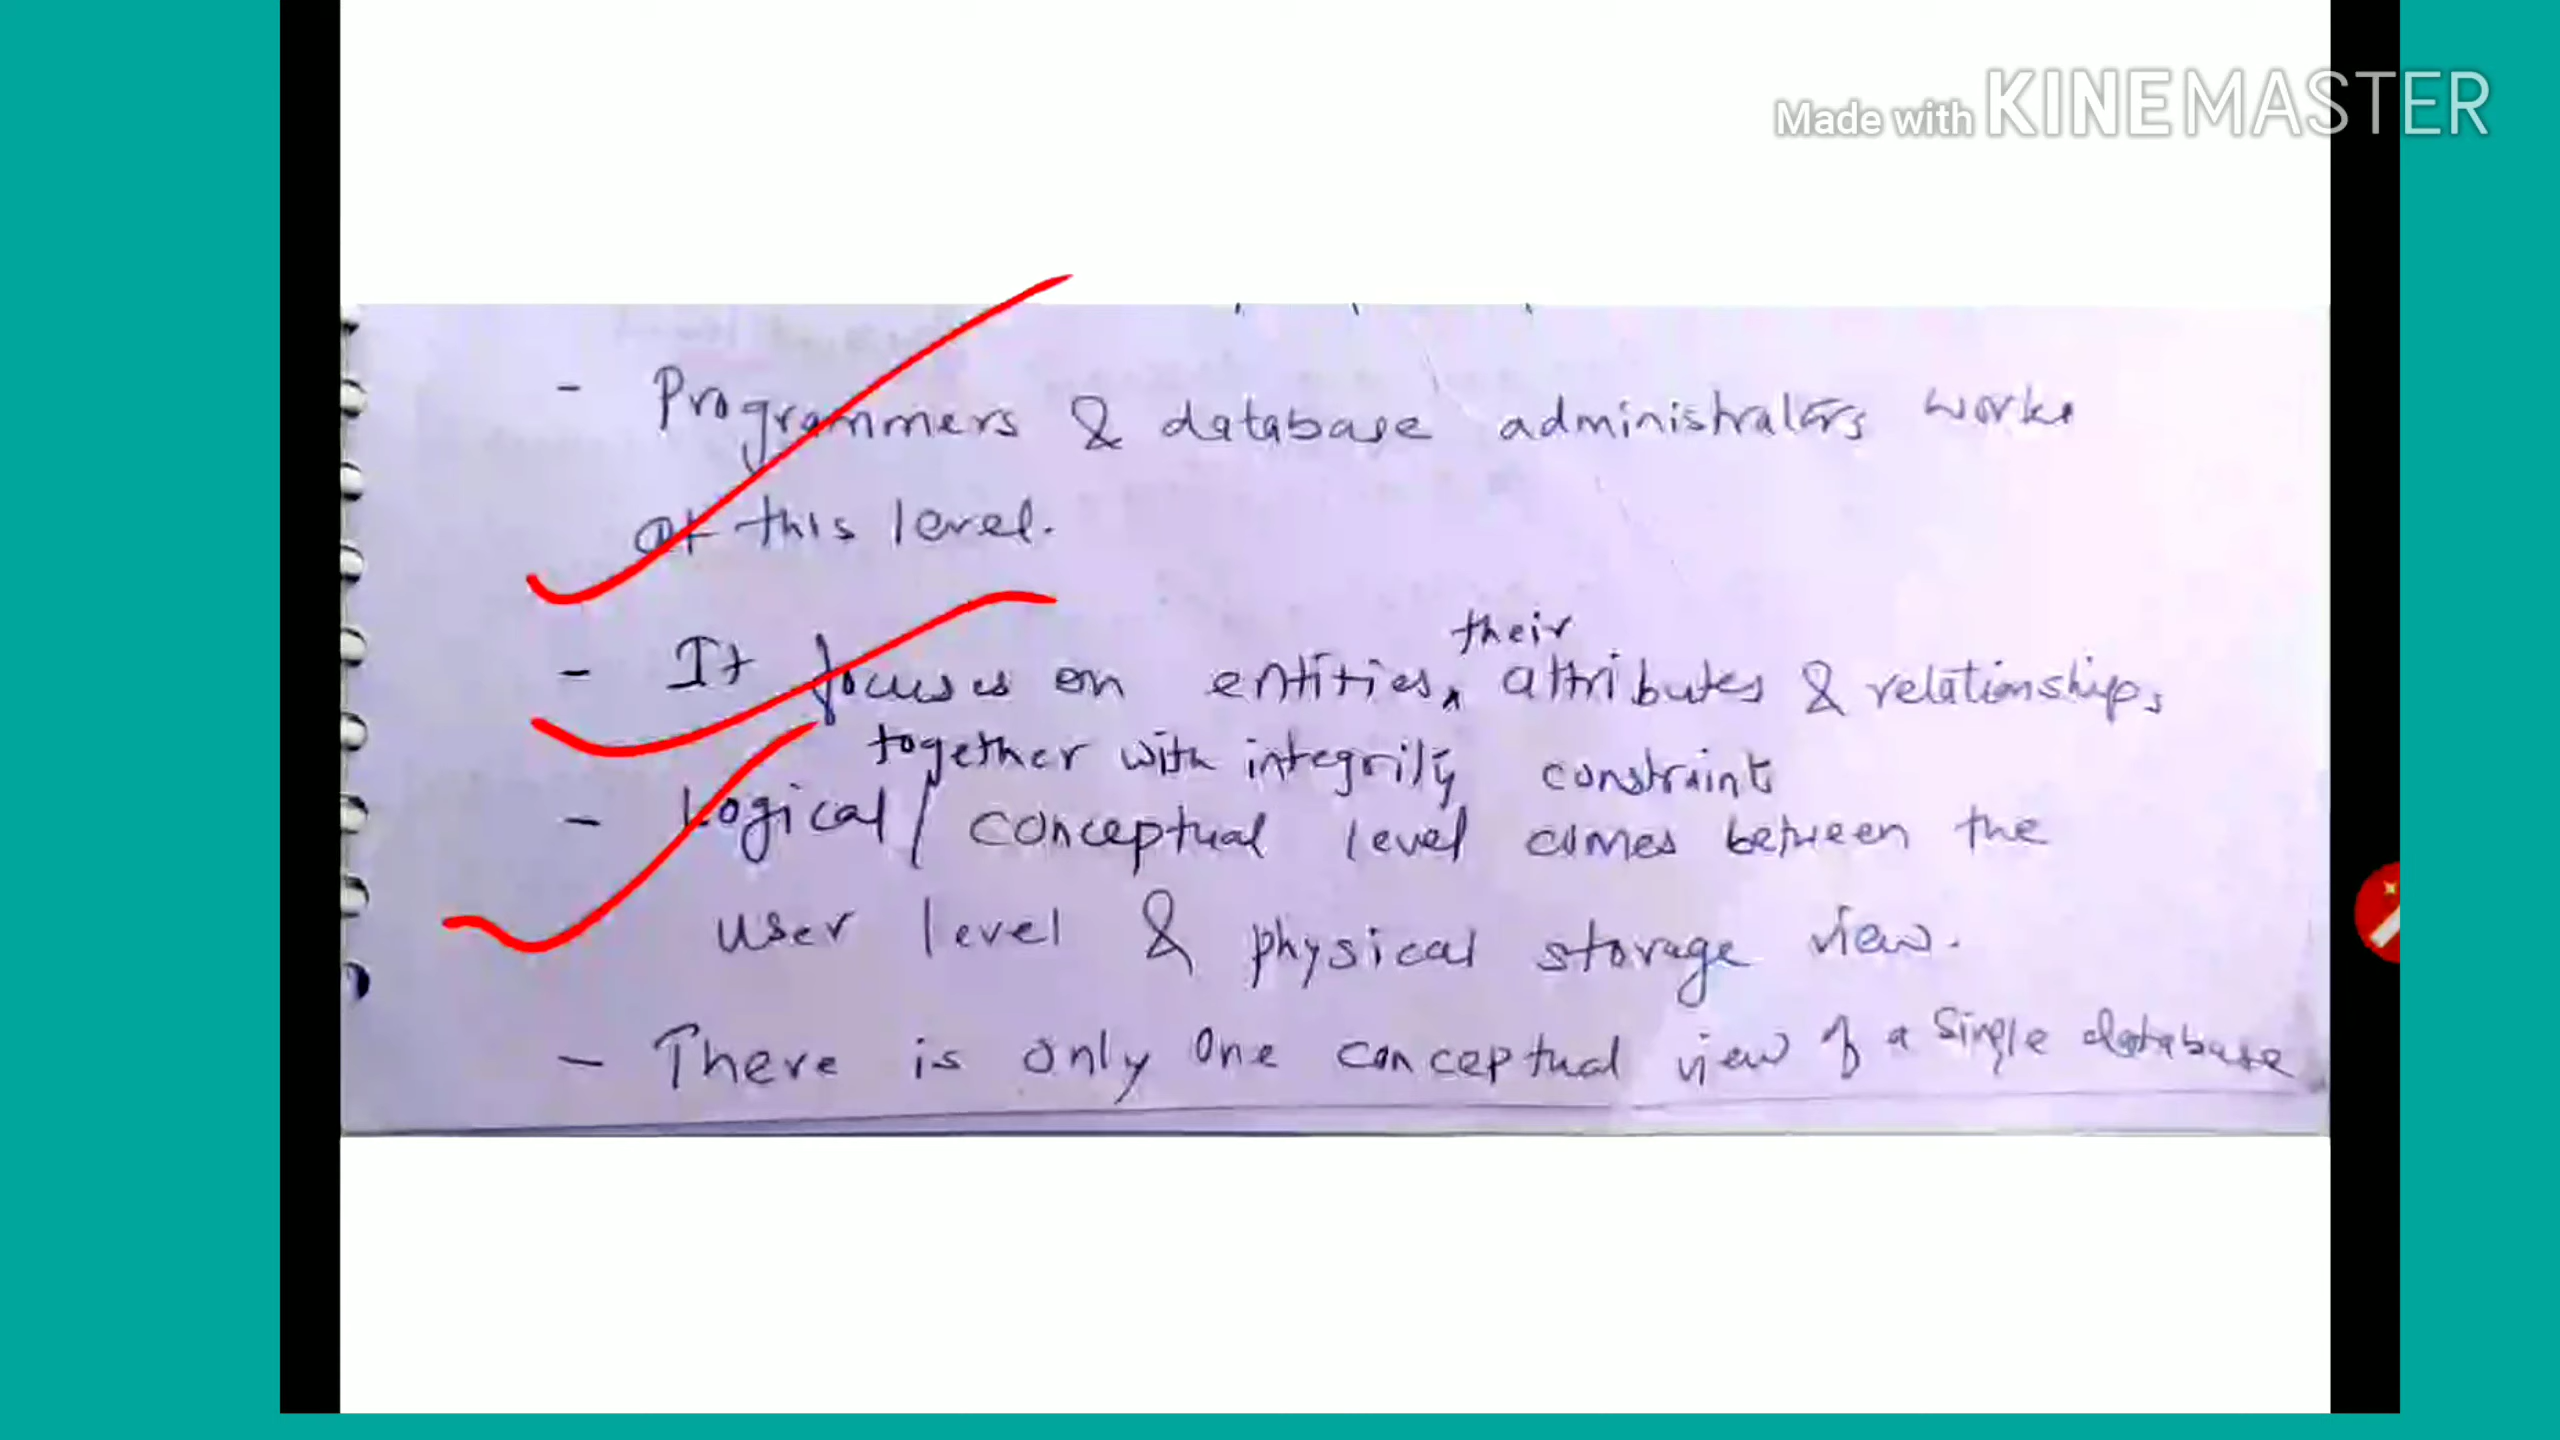 Made with KINEMASTER
- Programmers & database administrators works
at this level.
- It focuses on entities, their attributes & relationships
together with integrity constraint
- Logical / conceptual level comes between the
user level & physical storage view.
- There is only one conceptual view of a single database